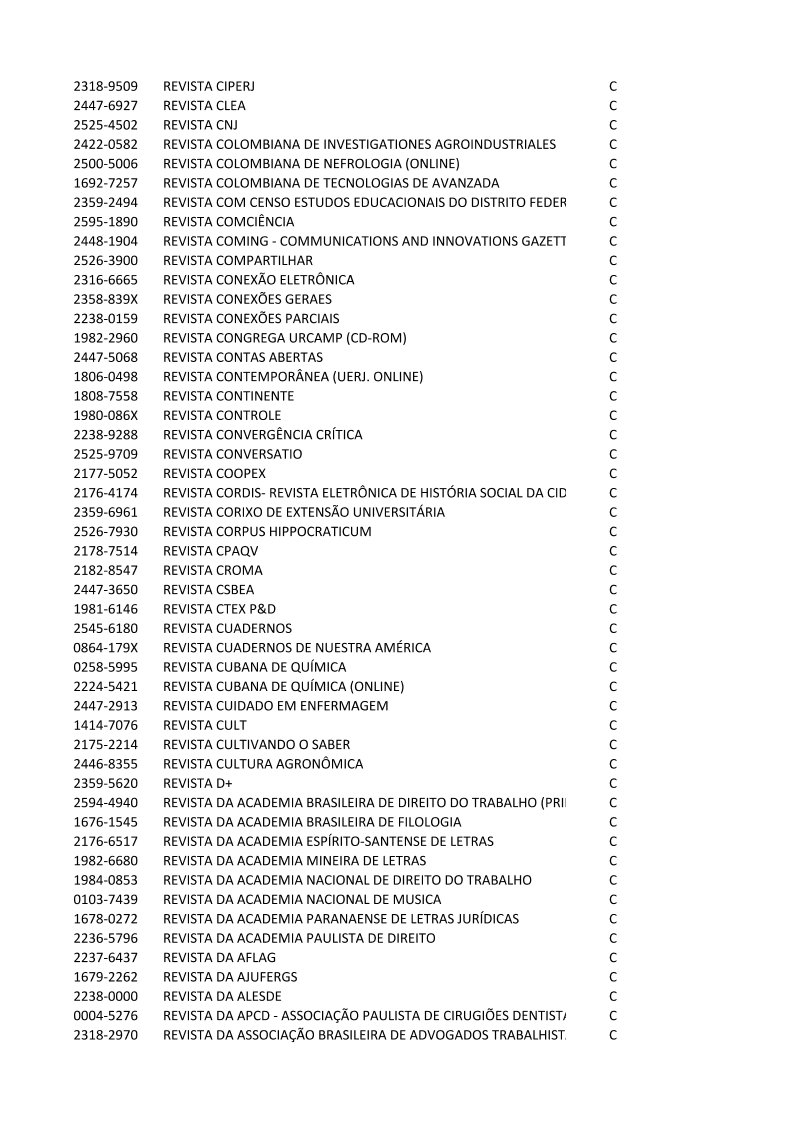 2318-9509 REVISTA CIPERJ C
2447-6927 REVISTA CLEA C
2525-4502 REVISTA CNJ C
2422-0582 REVISTA COLOMBIANA DE INVESTIGATIONES AGROINDUSTRIALES C
2500-5006 REVISTA COLOMBIANA DE NEFROLOGIA (ONLINE) C
1692-7257 REVISTA COLOMBIANA DE TECNOLOGIAS DE AVANZADA C
2359-2494 REVISTA COM CENSO ESTUDOS EDUCACIONAIS DO DISTRITO FEDER C
2595-1890 REVISTA COMCIÊNCIA C
2448-1904 REVISTA COMING - COMMUNICATIONS AND INNOVATIONS GAZETT C
2526-3900 REVISTA COMPARTILHAR C
2316-6665 REVISTA CONEXÃO ELETRÔNICA C
2358-839X REVISTA CONEXÕES GERAES C
2238-0159 REVISTA CONEXÕES PARCIAIS C
1982-2960 REVISTA CONGREGA URCAMP (CD-ROM) C
2447-5068 REVISTA CONTAS ABERTAS C
1806-0498 REVISTA CONTEMPORÂNEA (UERJ. ONLINE) C
1808-7558 REVISTA CONTINENTE C
1980-086X REVISTA CONTROLE C
2238-9288 REVISTA CONVERGÊNCIA CRÍTICA C
2525-9709 REVISTA CONVERSATIO C
2177-5052 REVISTA COOPEX C
2176-4174 REVISTA CORDIS- REVISTA ELETRÔNICA DE HISTÓRIA SOCIAL DA CID C
2359-6961 REVISTA CORIXO DE EXTENSÃO UNIVERSITÁRIA C
2526-7930 REVISTA CORPUS HIPPOCRATICUM C
2178-7514 REVISTA CPAQV C
2182-8547 REVISTA CROMA C
2447-3650 REVISTA CSBEA C
1981-6146 REVISTA CTEX P&D C
2545-6180 REVISTA CUADERNOS C
0864-179X REVISTA CUADERNOS DE NUESTRA AMÉRICA C
0258-5995 REVISTA CUBANA DE QUÍMICA C
2224-5421 REVISTA CUBANA DE QUÍMICA (ONLINE) C
2447-2913 REVISTA CUIDADO EM ENFERMAGEM C
1414-7076 REVISTA CULT C
2175-2214 REVISTA CULTIVANDO O SABER C
2446-8355 REVISTA CULTURA AGRONÔMICA C
2359-5620 REVISTA D+ C
2594-4940 REVISTA DA ACADEMIA BRASILEIRA DE DIREITO DO TRABALHO (PRI C
1676-1545 REVISTA DA ACADEMIA BRASILEIRA DE FILOLOGIA C
2176-6517 REVISTA DA ACADEMIA ESPÍRITO-SANTENSE DE LETRAS C
1982-6680 REVISTA DA ACADEMIA MINEIRA DE LETRAS C
1984-0853 REVISTA DA ACADEMIA NACIONAL DE DIREITO DO TRABALHO C
0103-7439 REVISTA DA ACADEMIA NACIONAL DE MUSICA C
1678-0272 REVISTA DA ACADEMIA PARANAENSE DE LETRAS JURÍDICAS C
2236-5796 REVISTA DA ACADEMIA PAULISTA DE DIREITO C
2237-6437 REVISTA DA AFLAG C
1679-2262 REVISTA DA AJUFERGS C
2238-0000 REVISTA DA ALESDE C
0004-5276 REVISTA DA APCD - ASSOCIAÇÃO PAULISTA DE CIRUGIÕES DENTISTA C
2318-2970 REVISTA DA ASSOCIAÇÃO BRASILEIRA DE ADVOGADOS TRABALHIST. C